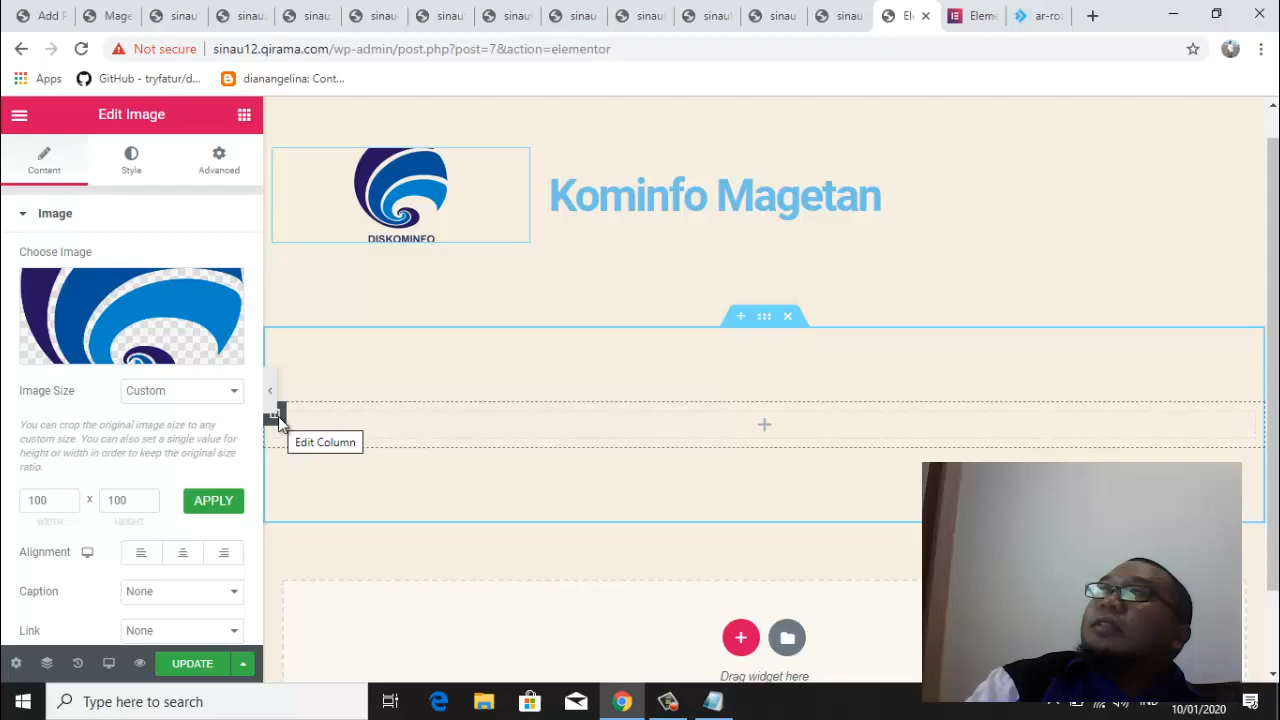 Add P
Mage
sinau
sinau
sinau
sinau
sinau
sinau
sinau
sinau
sinau
sinau
sinau
El
Eleme
ar-roz
Not secure
sinau12.qirama.com/wp-admin/post.php?post=7&action=elementor
Apps
GitHub - tryfatur/d...
dianangelina: Cont...
Edit Image
Content
Style
Advanced
Image
Choose Image
Image Size
Custom
You can crop the original image size to any
custom size. You can also set a single value for
height or width in order to keep the original size
ratio.
100
x
100
APPLY
WIDTH
HEIGHT
Alignment
Caption
None
Link
None
UPDATE
DISKOMINFO
Kominfo Magetan
Edit Column
Drag widget here
Type here to search
10/01/2020